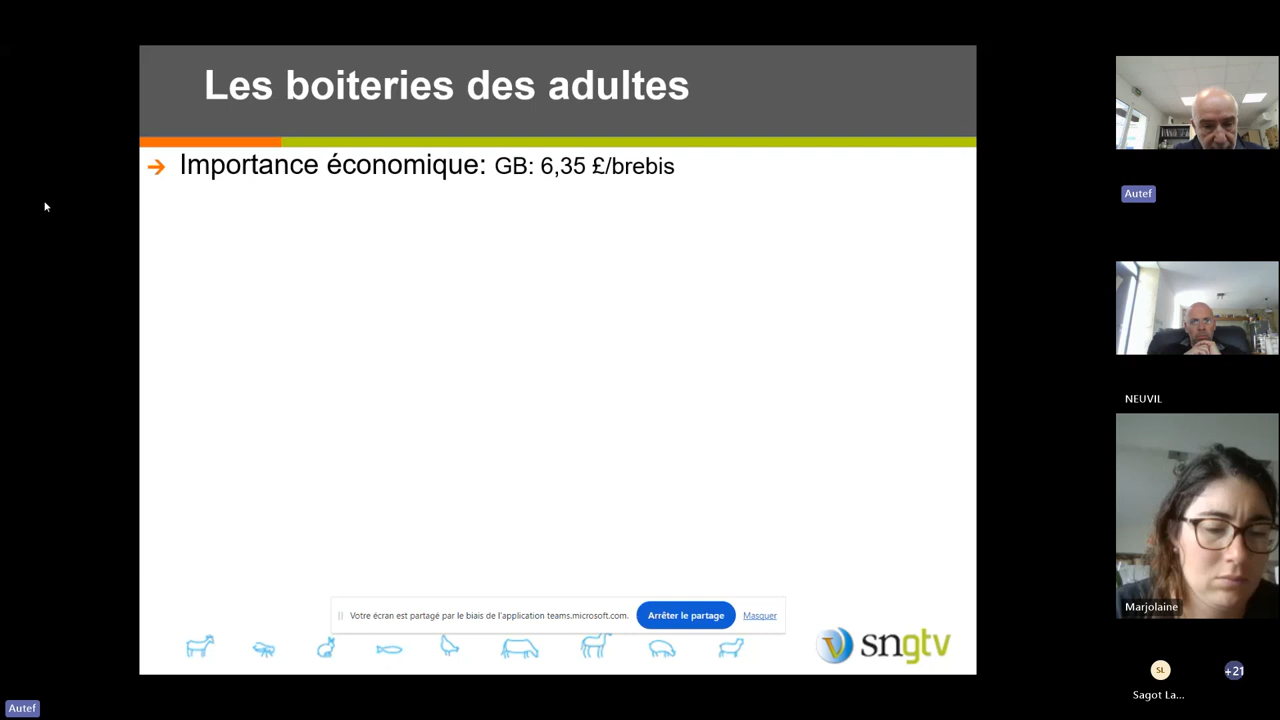 Les boiteries des adultes
Importance économique: GB: 6,35 £/brebis
Votre écran est partagé par le biais de l'application teams.microsoft.com.
Arrêter le partage
Masquer
sngtv
Autef
Autef
NEUVIL
Marjolaine
SL
+21
Sagot La...